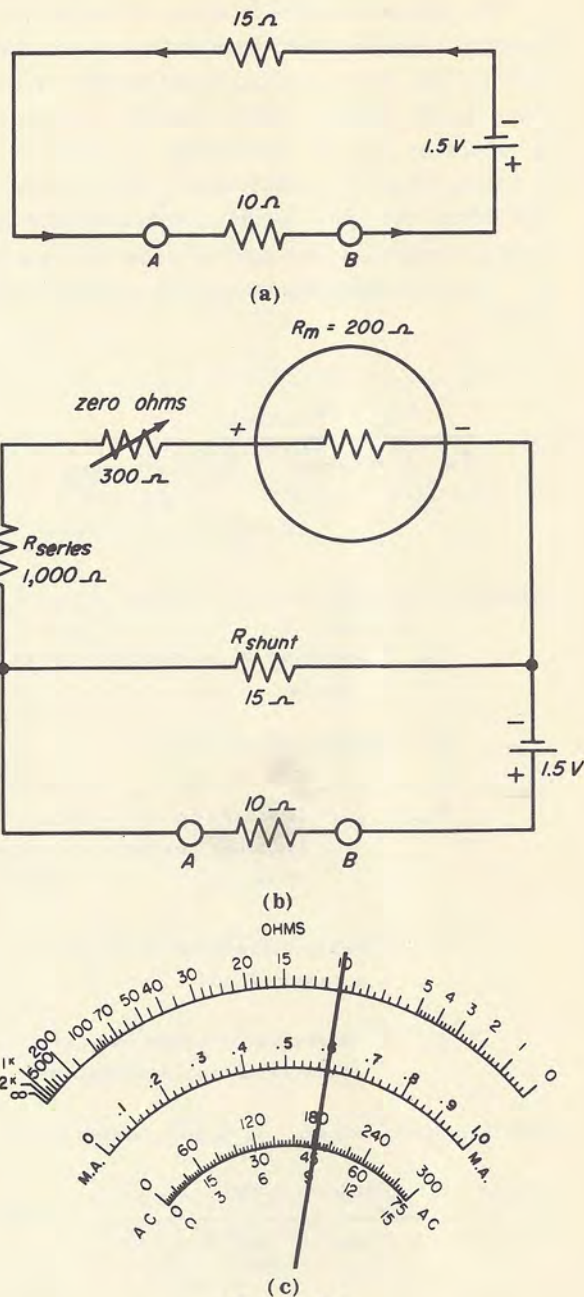 15 Ω
−
1.5 V
+
10 Ω
A
B
(a)
Rm = 200 Ω
zero ohms
+
−
300 Ω
Rseries
1,000 Ω
Rshunt
15 Ω
−
1.5 V
+
10 Ω
A
B
(b)
OHMS
∞ 2K 1K 500 200 100 70 50 40 30 20 15 10 5 4 3 2 1 0
M.A. 0 .1 .2 .3 .4 .5 .6 .7 .8 .9 1.0 M.A.
0 60 120 180 240 300
AC 0 15 30 45 60 75 AC
3 6 9 12 15
(c)